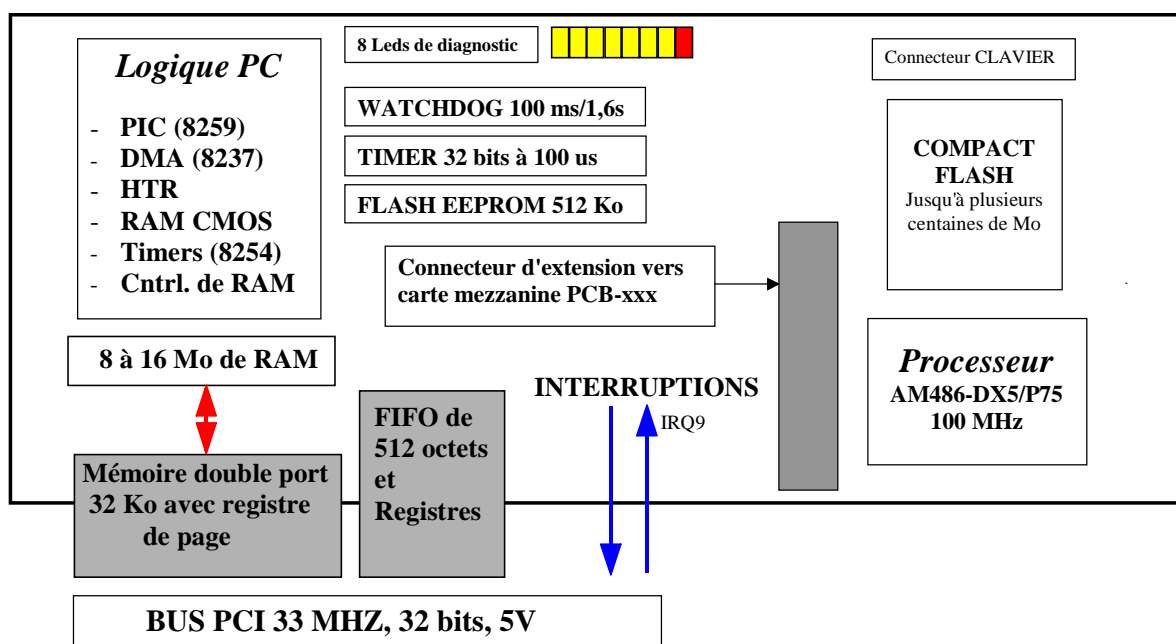 Logique PC
- PIC (8259)
- DMA (8237)
- HTR
- RAM CMOS
- Timers (8254)
- Cntrl. de RAM
8 Leds de diagnostic
WATCHDOG 100 ms/1,6s
TIMER 32 bits à 100 us
FLASH EEPROM 512 Ko
Connecteur d'extension vers
carte mezzanine PCB-xxx
Connecteur CLAVIER
COMPACT
FLASH
Jusqu'à plusieurs
centaines de Mo
Processeur
AM486-DX5/P75
100 MHz
8 à 16 Mo de RAM
Mémoire double port
32 Ko avec registre
de page
FIFO de
512 octets
et
Registres
INTERRUPTIONS
IRQ9
BUS PCI 33 MHZ, 32 bits, 5V